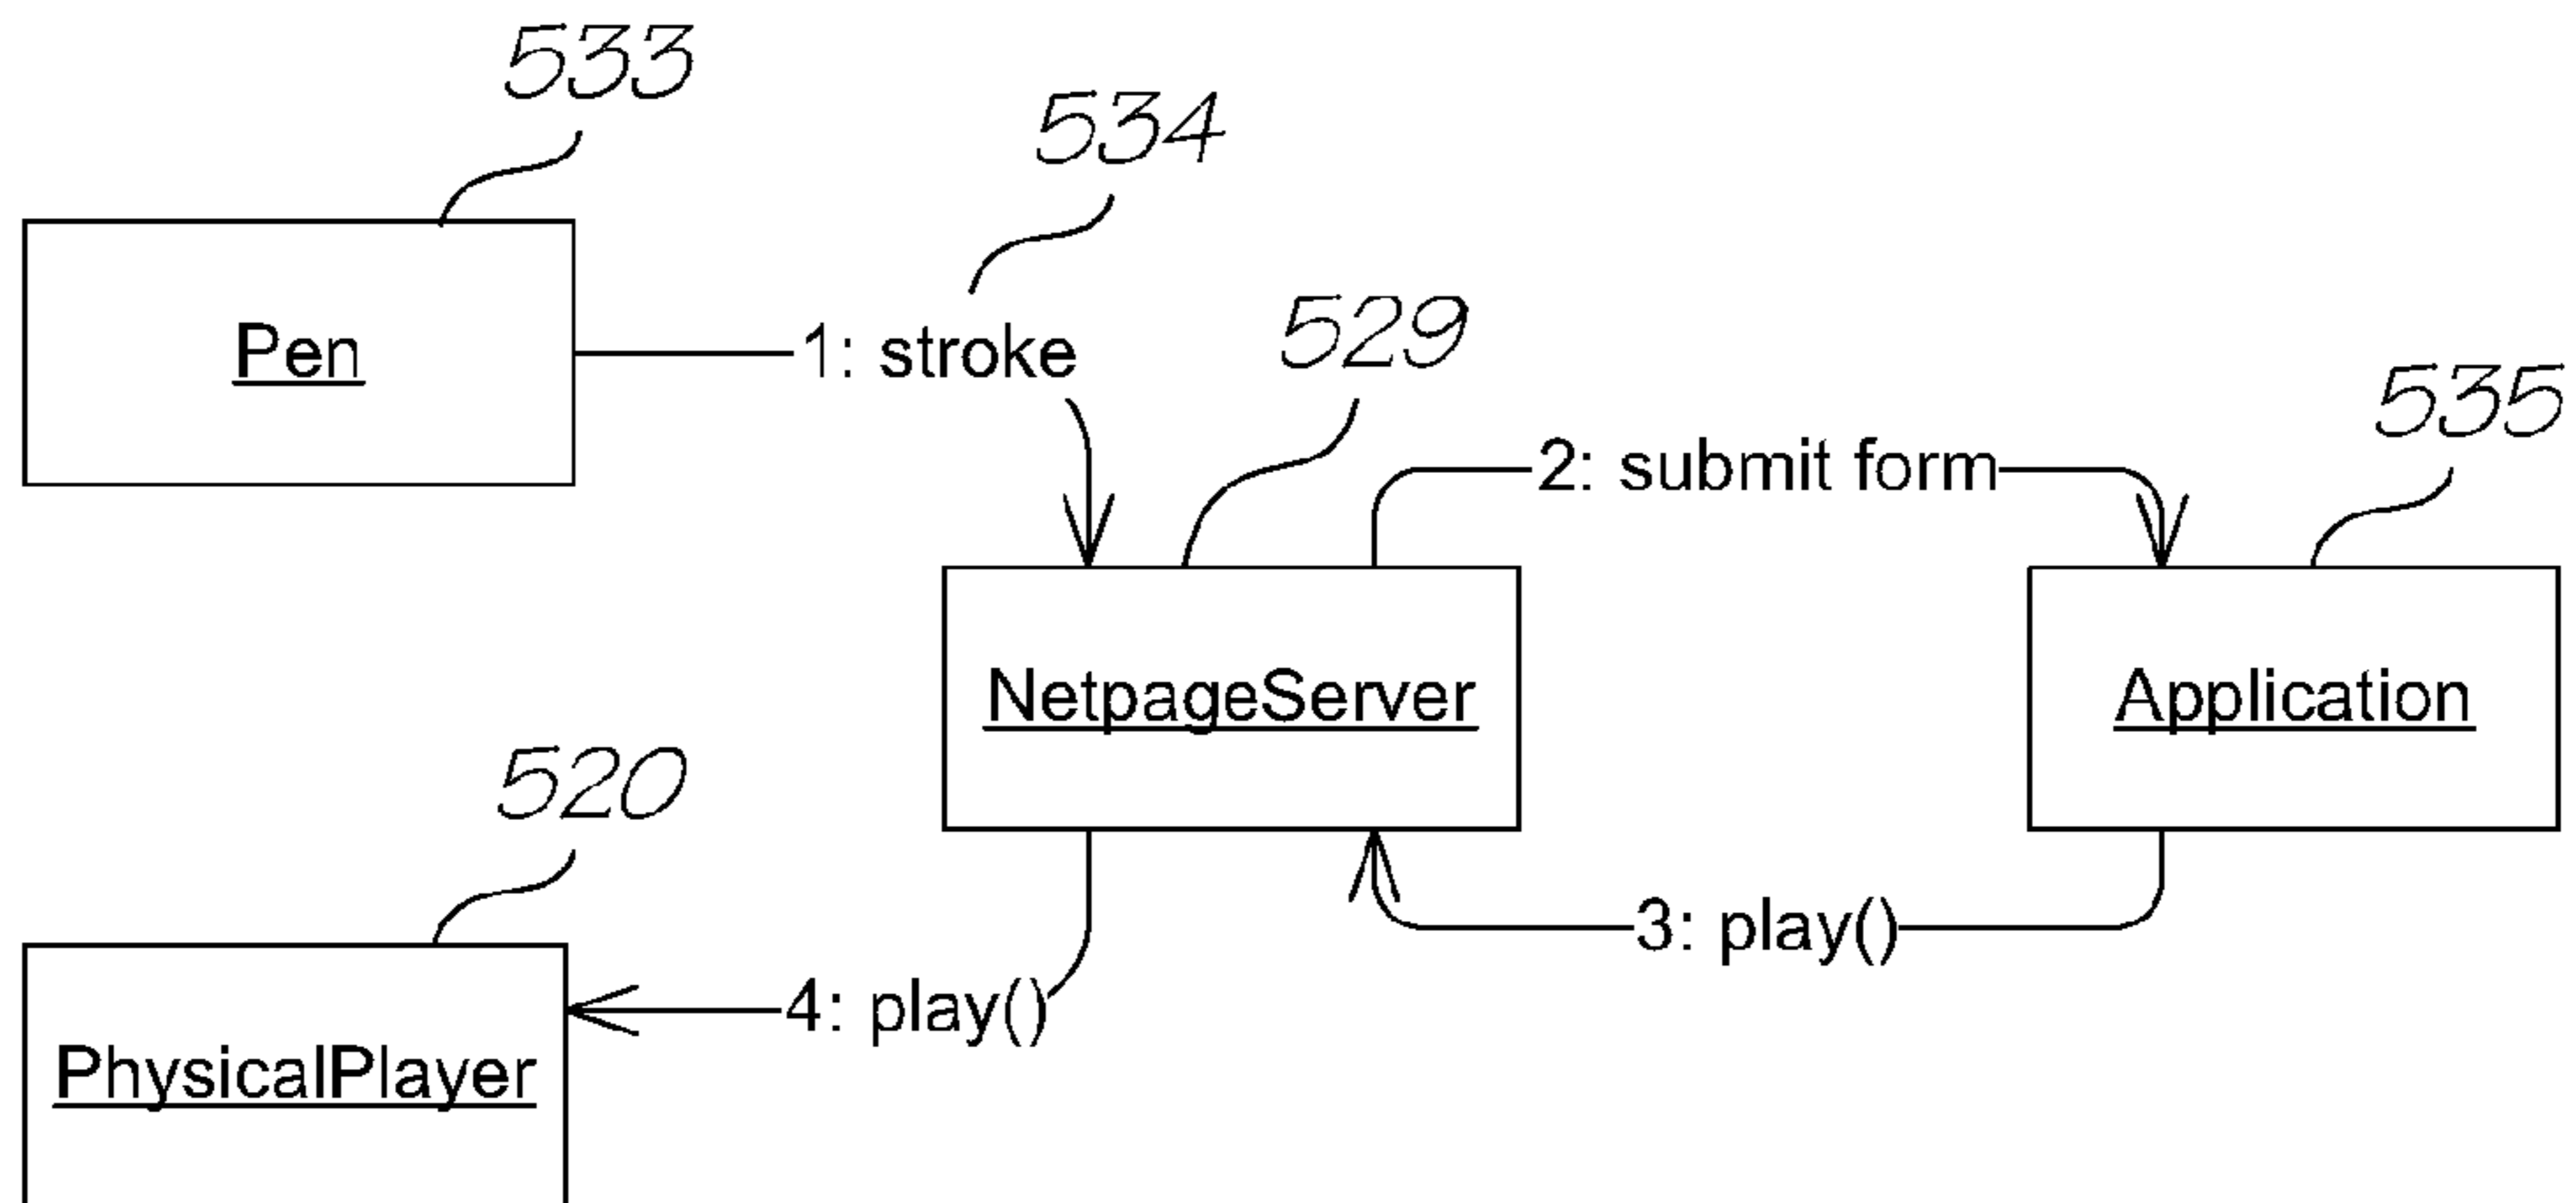 533
534
1: stroke
Pen
529
535
2: submit form
NetpageServer
Application
520
3: play()
4: play()
PhysicalPlayer